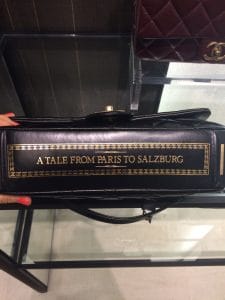 A TALE FROM PARIS TO SALZBURG